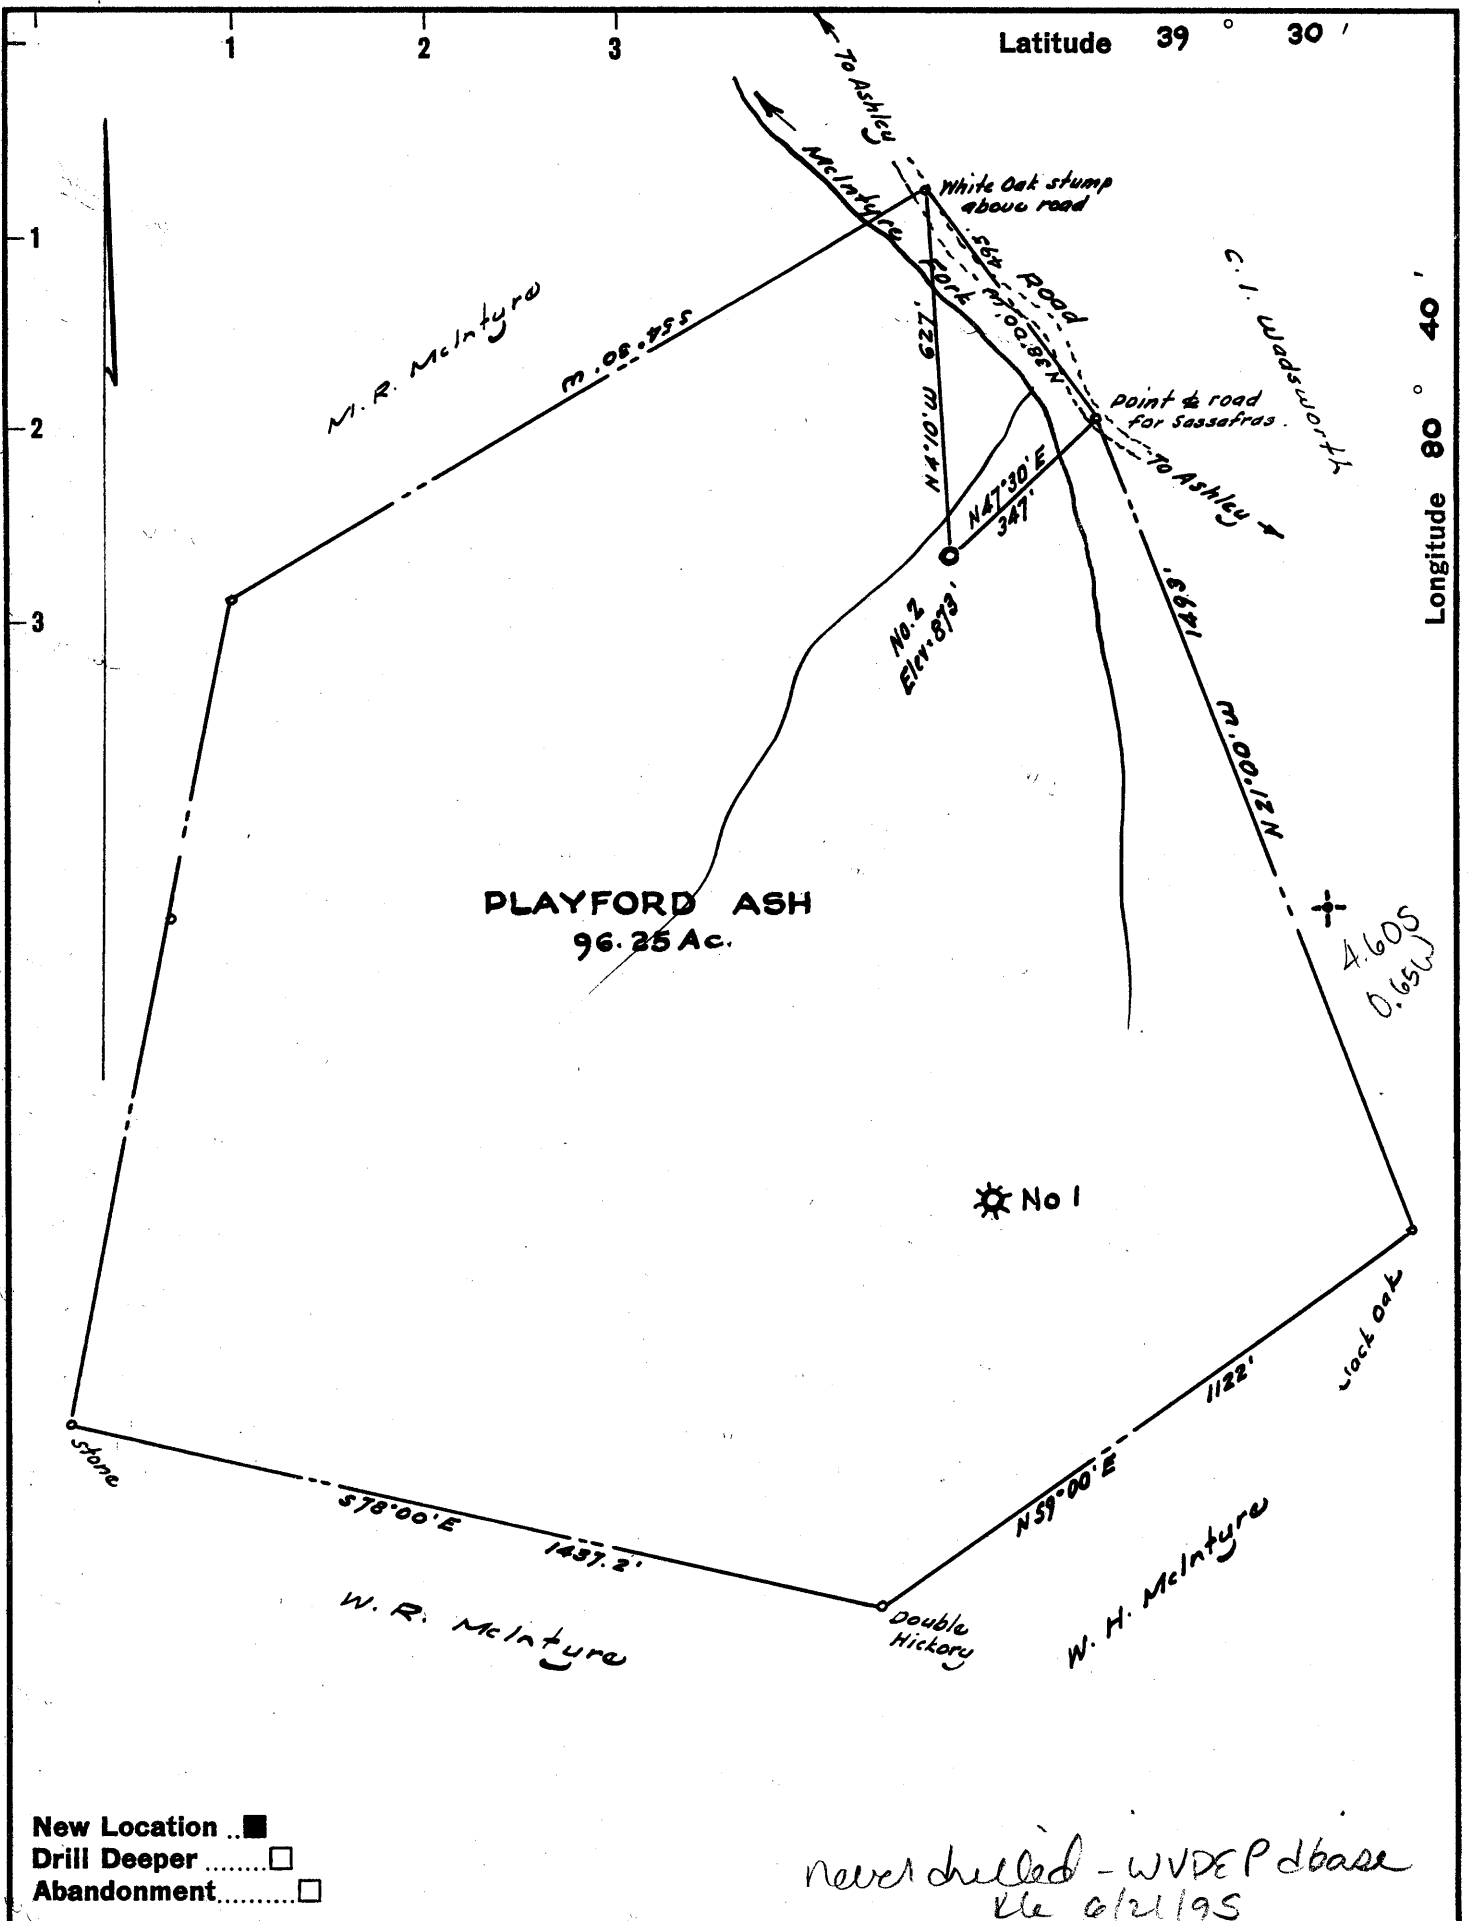 Latitude 39° 30'
1 2 3
1
2
3
Longitude 80° 40'
To Ashley
McIntyre Fork
White Oak stump
above road
495'
Road
N38°00'W
C. I. Wadsworth
Point ℄ road
for Sassafras.
To Ashley
M. R. McIntyre
S54°30'W
627'
N4°10'W
N47°30'E
347'
No. 2
Elev. 873'
1493'
N21°00'W
PLAYFORD ASH
96.25 Ac.
4.60S
0.65W
No 1
Jack Oak
1122'
N59°00'E
W. H. McIntyre
Stone
S78°00'E
1437.2'
W. R. McIntyre
Double
Hickory
New Location ..■
Drill Deeper ........□
Abandonment..........□
never drilled - WVDEP dbase
6/21/95